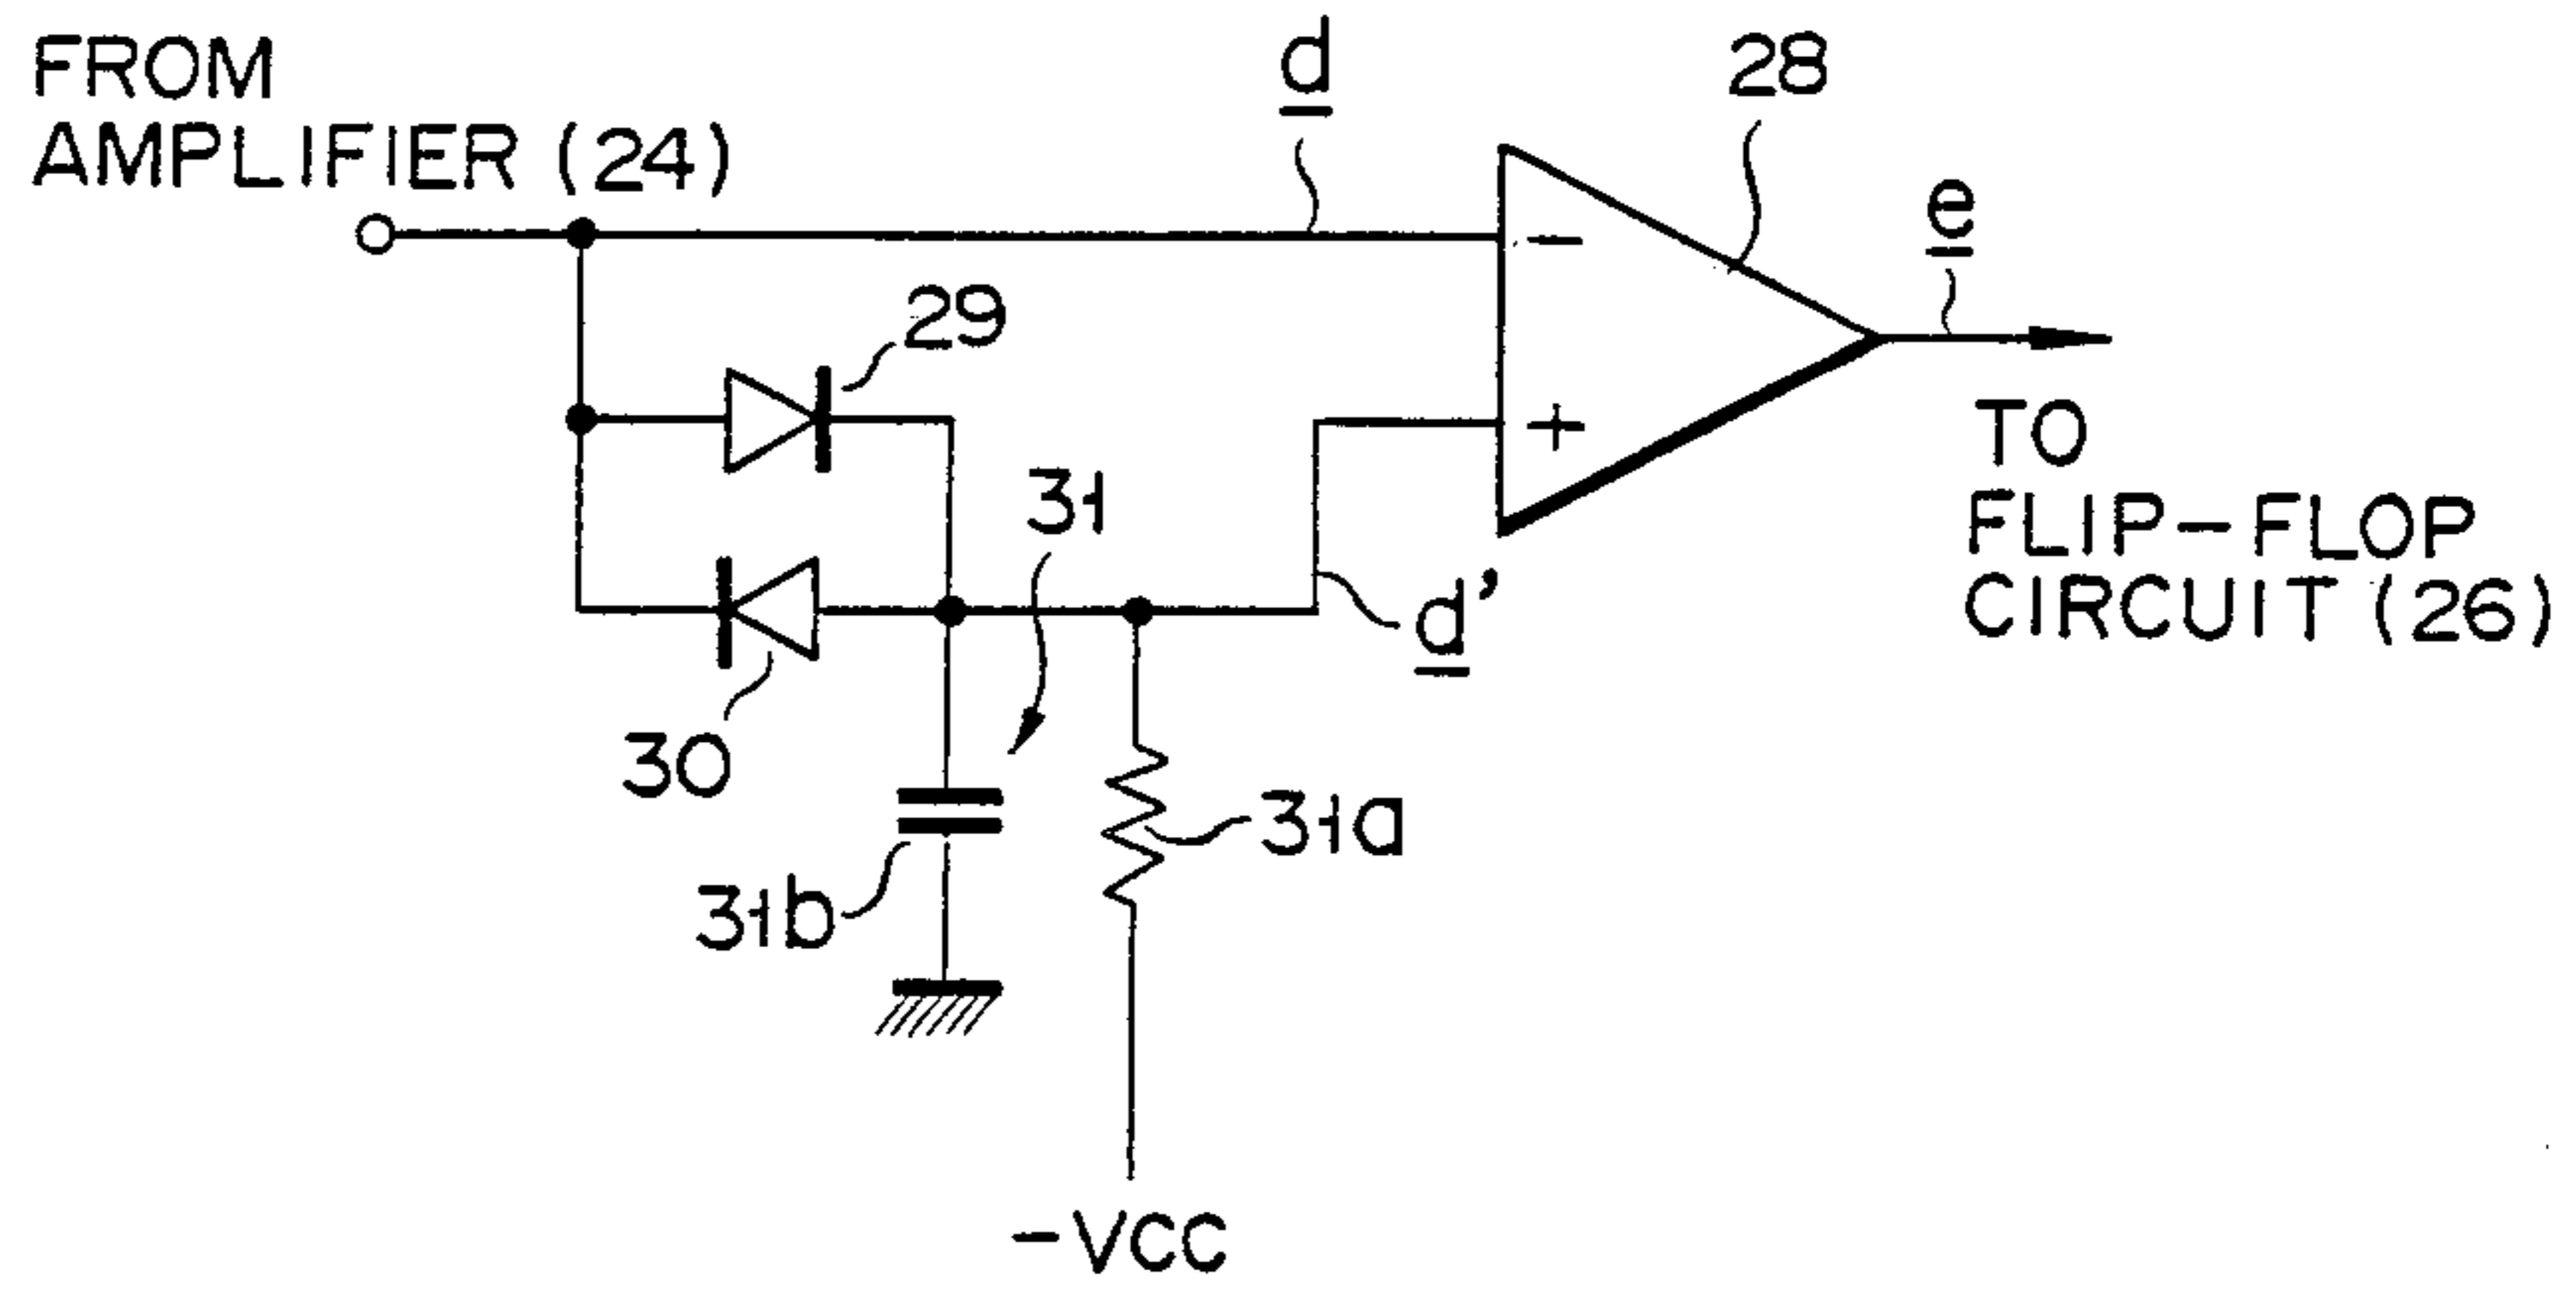 FROM
AMPLIFIER (24)
d
28
e
29
-
+
TO
FLIP-FLOP
CIRCUIT (26)
31
d'
30
31a
31b
-VCC